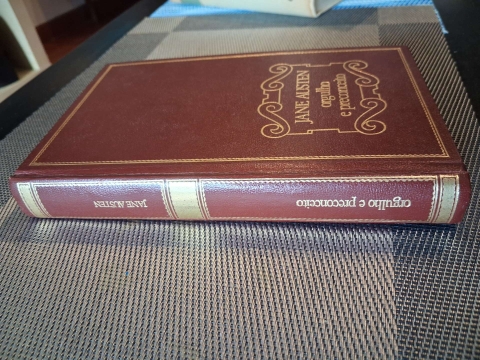 JANE AUSTEN
orgulho
e preconceito
JANE AUSTEN
orgulho e preconceito